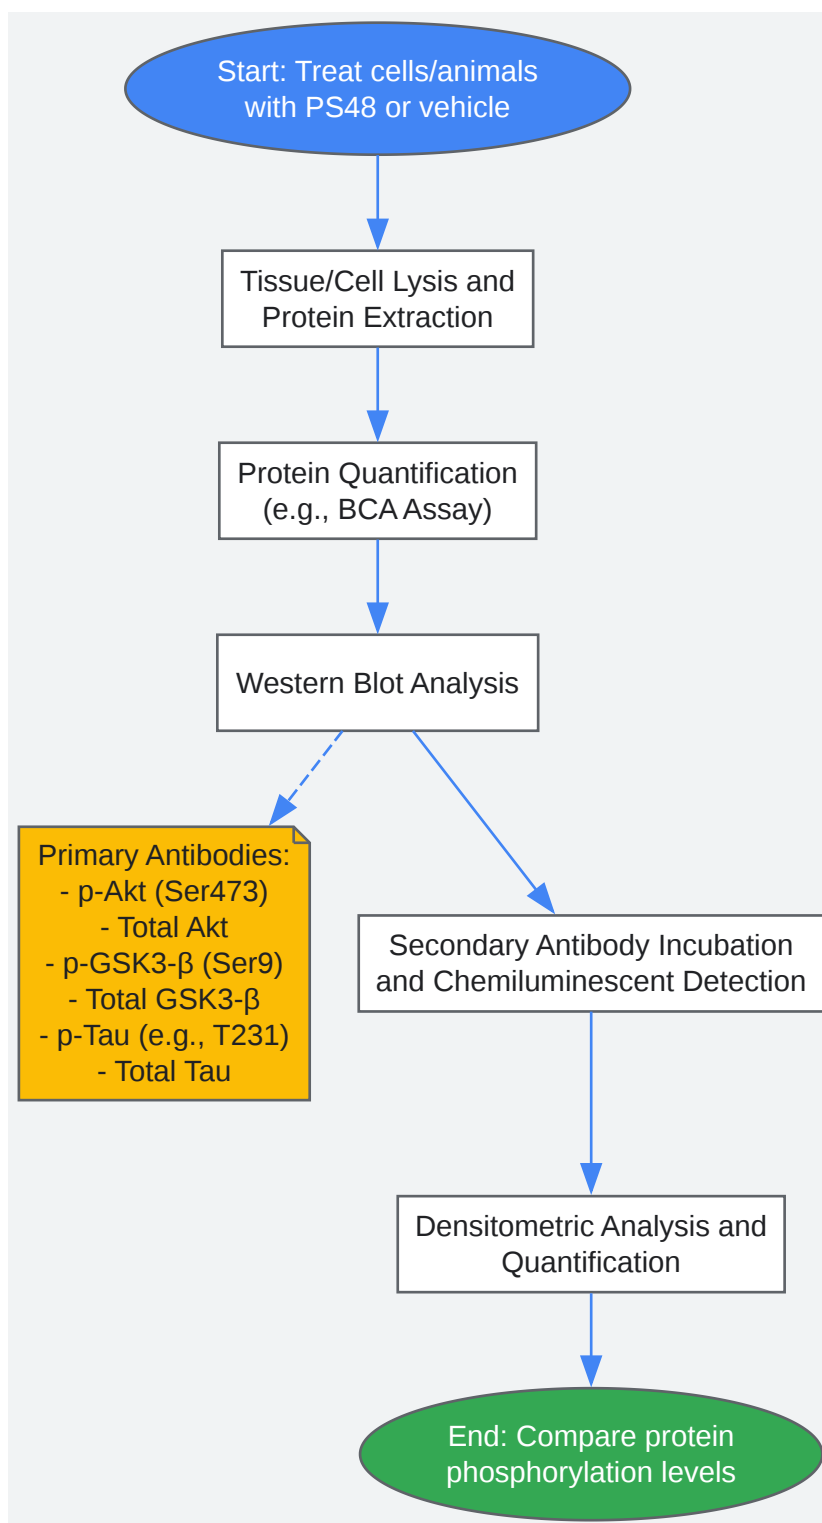 Start: Treat cells/animals
with PS48 or vehicle
Tissue/Cell Lysis and
Protein Extraction
Protein Quantification
(e.g., BCA Assay)
Western Blot Analysis
Primary Antibodies:
- p-Akt (Ser473)
- Total Akt
- p-GSK3-β (Ser9)
- Total GSK3-β
- p-Tau (e.g., T231)
- Total Tau
Secondary Antibody Incubation
and Chemiluminescent Detection
Densitometric Analysis and
Quantification
End: Compare protein
phosphorylation levels